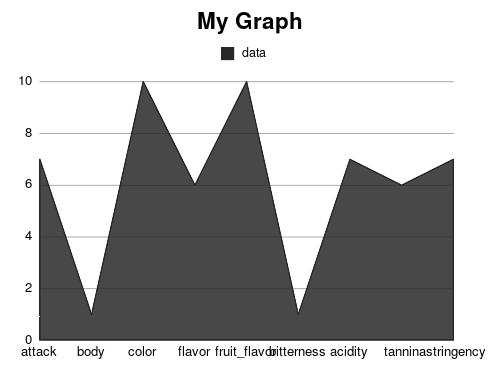 My Graph
data
10
8
6
4
2
0
attack body color flavor fruit_flavor bitterness acidity tannin astringency